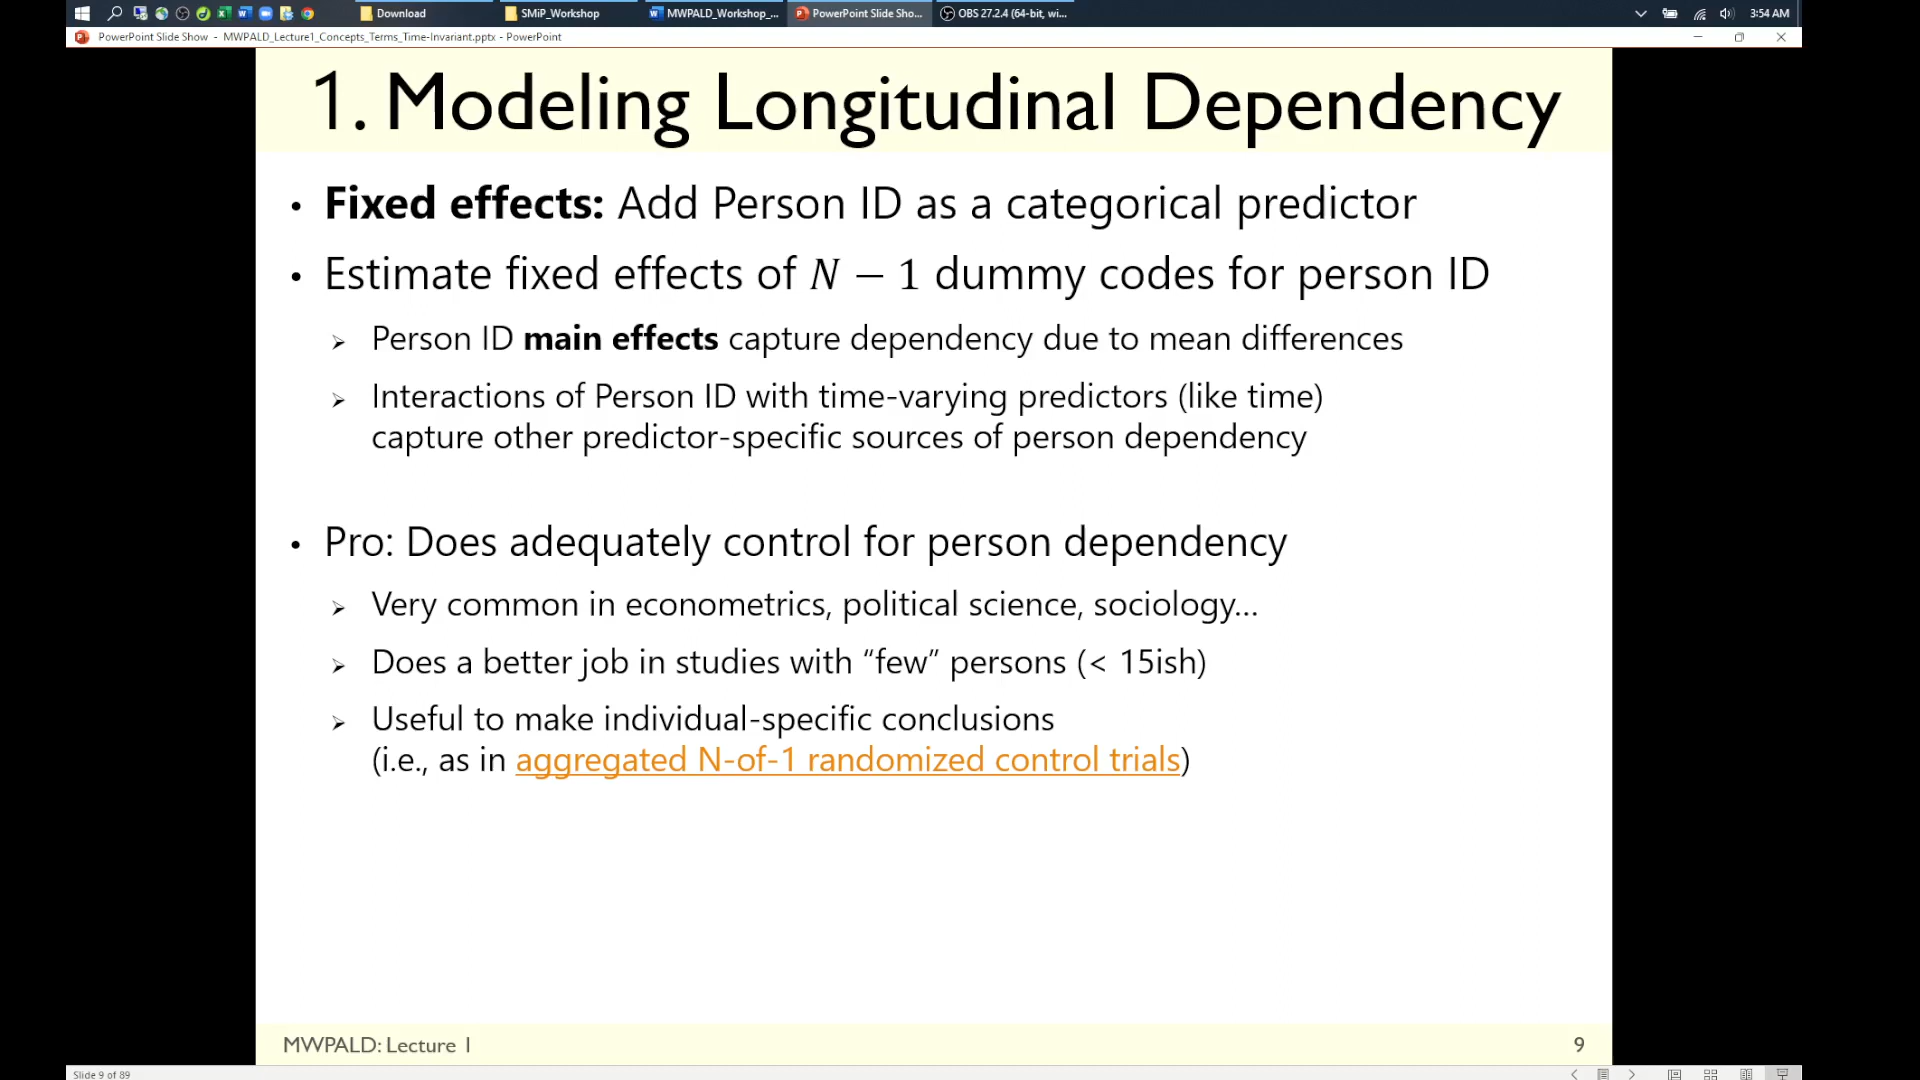 Download
SMiP_Workshop
MWPALD_Workshop_...
PowerPoint Slide Sho...
OBS 27.2.4 (64-bit, wi...
3:54 AM
PowerPoint Slide Show - MWPALD_Lecture1_Concepts_Terms_Time-Invariant.pptx - PowerPoint
1. Modeling Longitudinal Dependency
• Fixed effects: Add Person ID as a categorical predictor
• Estimate fixed effects of N − 1 dummy codes for person ID
➢ Person ID main effects capture dependency due to mean differences
➢ Interactions of Person ID with time-varying predictors (like time)
capture other predictor-specific sources of person dependency
• Pro: Does adequately control for person dependency
➢ Very common in econometrics, political science, sociology…
➢ Does a better job in studies with “few” persons (< 15ish)
➢ Useful to make individual-specific conclusions
(i.e., as in aggregated N-of-1 randomized control trials)
MWPALD: Lecture 1
9
Slide 9 of 89